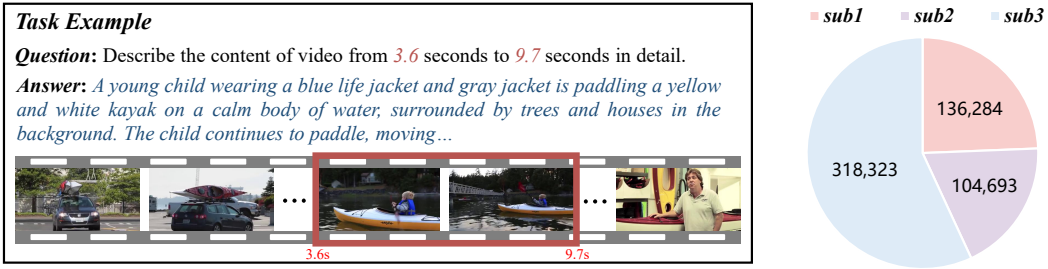 Task Example
Question: Describe the content of video from 3.6 seconds to 9.7 seconds in detail.
Answer: A young child wearing a blue life jacket and gray jacket is paddling a yellow
and white kayak on a calm body of water, surrounded by trees and houses in the
background. The child continues to paddle, moving…
...
...
3.6s
9.7s
sub1 sub2 sub3
136,284
318,323
104,693